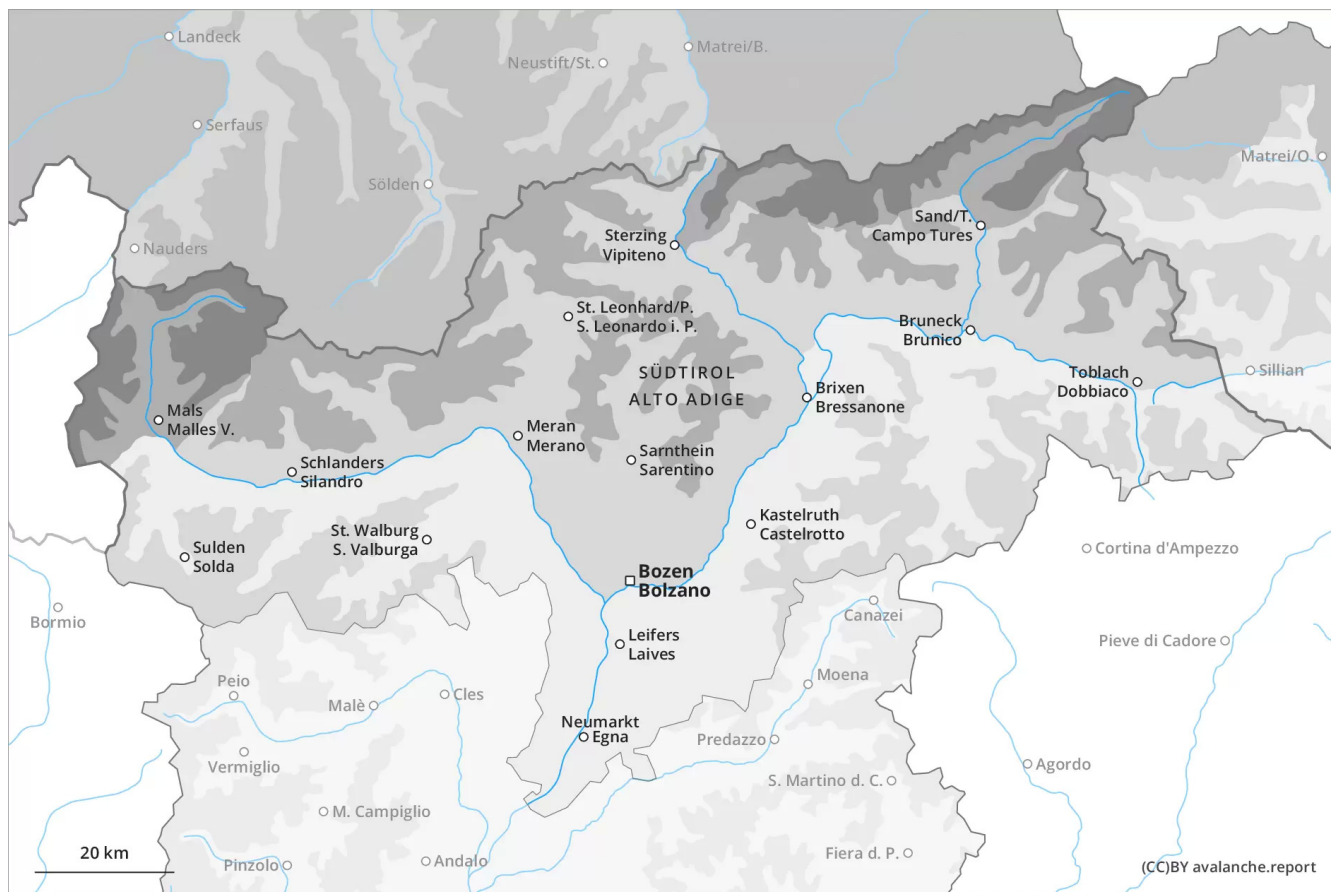 Landeck
Matrei/B.
Neustift/St.
Serfaus
Matrei/O.
Sölden
Sand/T.
Campo Tures
Nauders
Sterzing
Vipiteno
St. Leonhard/P.
S. Leonardo i. P.
Bruneck
Brunico
SÜDTIROL
ALTO ADIGE
Toblach
Dobbiaco
Sillian
Brixen
Bressanone
Mals
Malles V.
Meran
Merano
Schlanders
Silandro
Sarnthein
Sarentino
Kastelruth
Castelrotto
St. Walburg
S. Valburga
Sulden
Solda
Cortina d'Ampezzo
Bozen
Bolzano
Bormio
Canazei
Leifers
Laives
Pieve di Cadore
Peio
Moena
Malè
Cles
Neumarkt
Egna
Predazzo
Vermiglio
Agordo
S. Martino d. C.
M. Campiglio
20 km
Pinzolo
Andalo
Fiera d. P.
(CC)BY avalanche.report